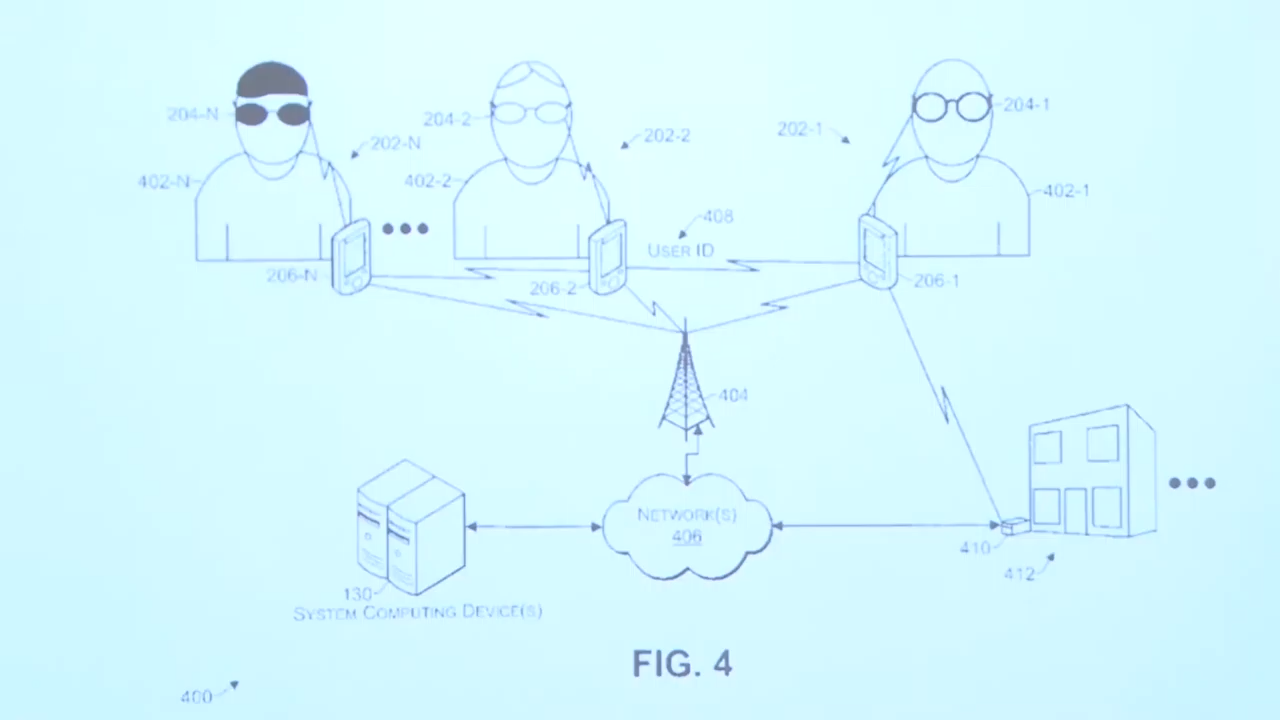 204-N
204-2
202-1
204-1
202-N
202-2
402-N
402-2
402-1
408
USER ID
206-N
206-2
206-1
404
NETWORK(S)
406
410
412
130
SYSTEM COMPUTING DEVICE(S)
FIG. 4
400